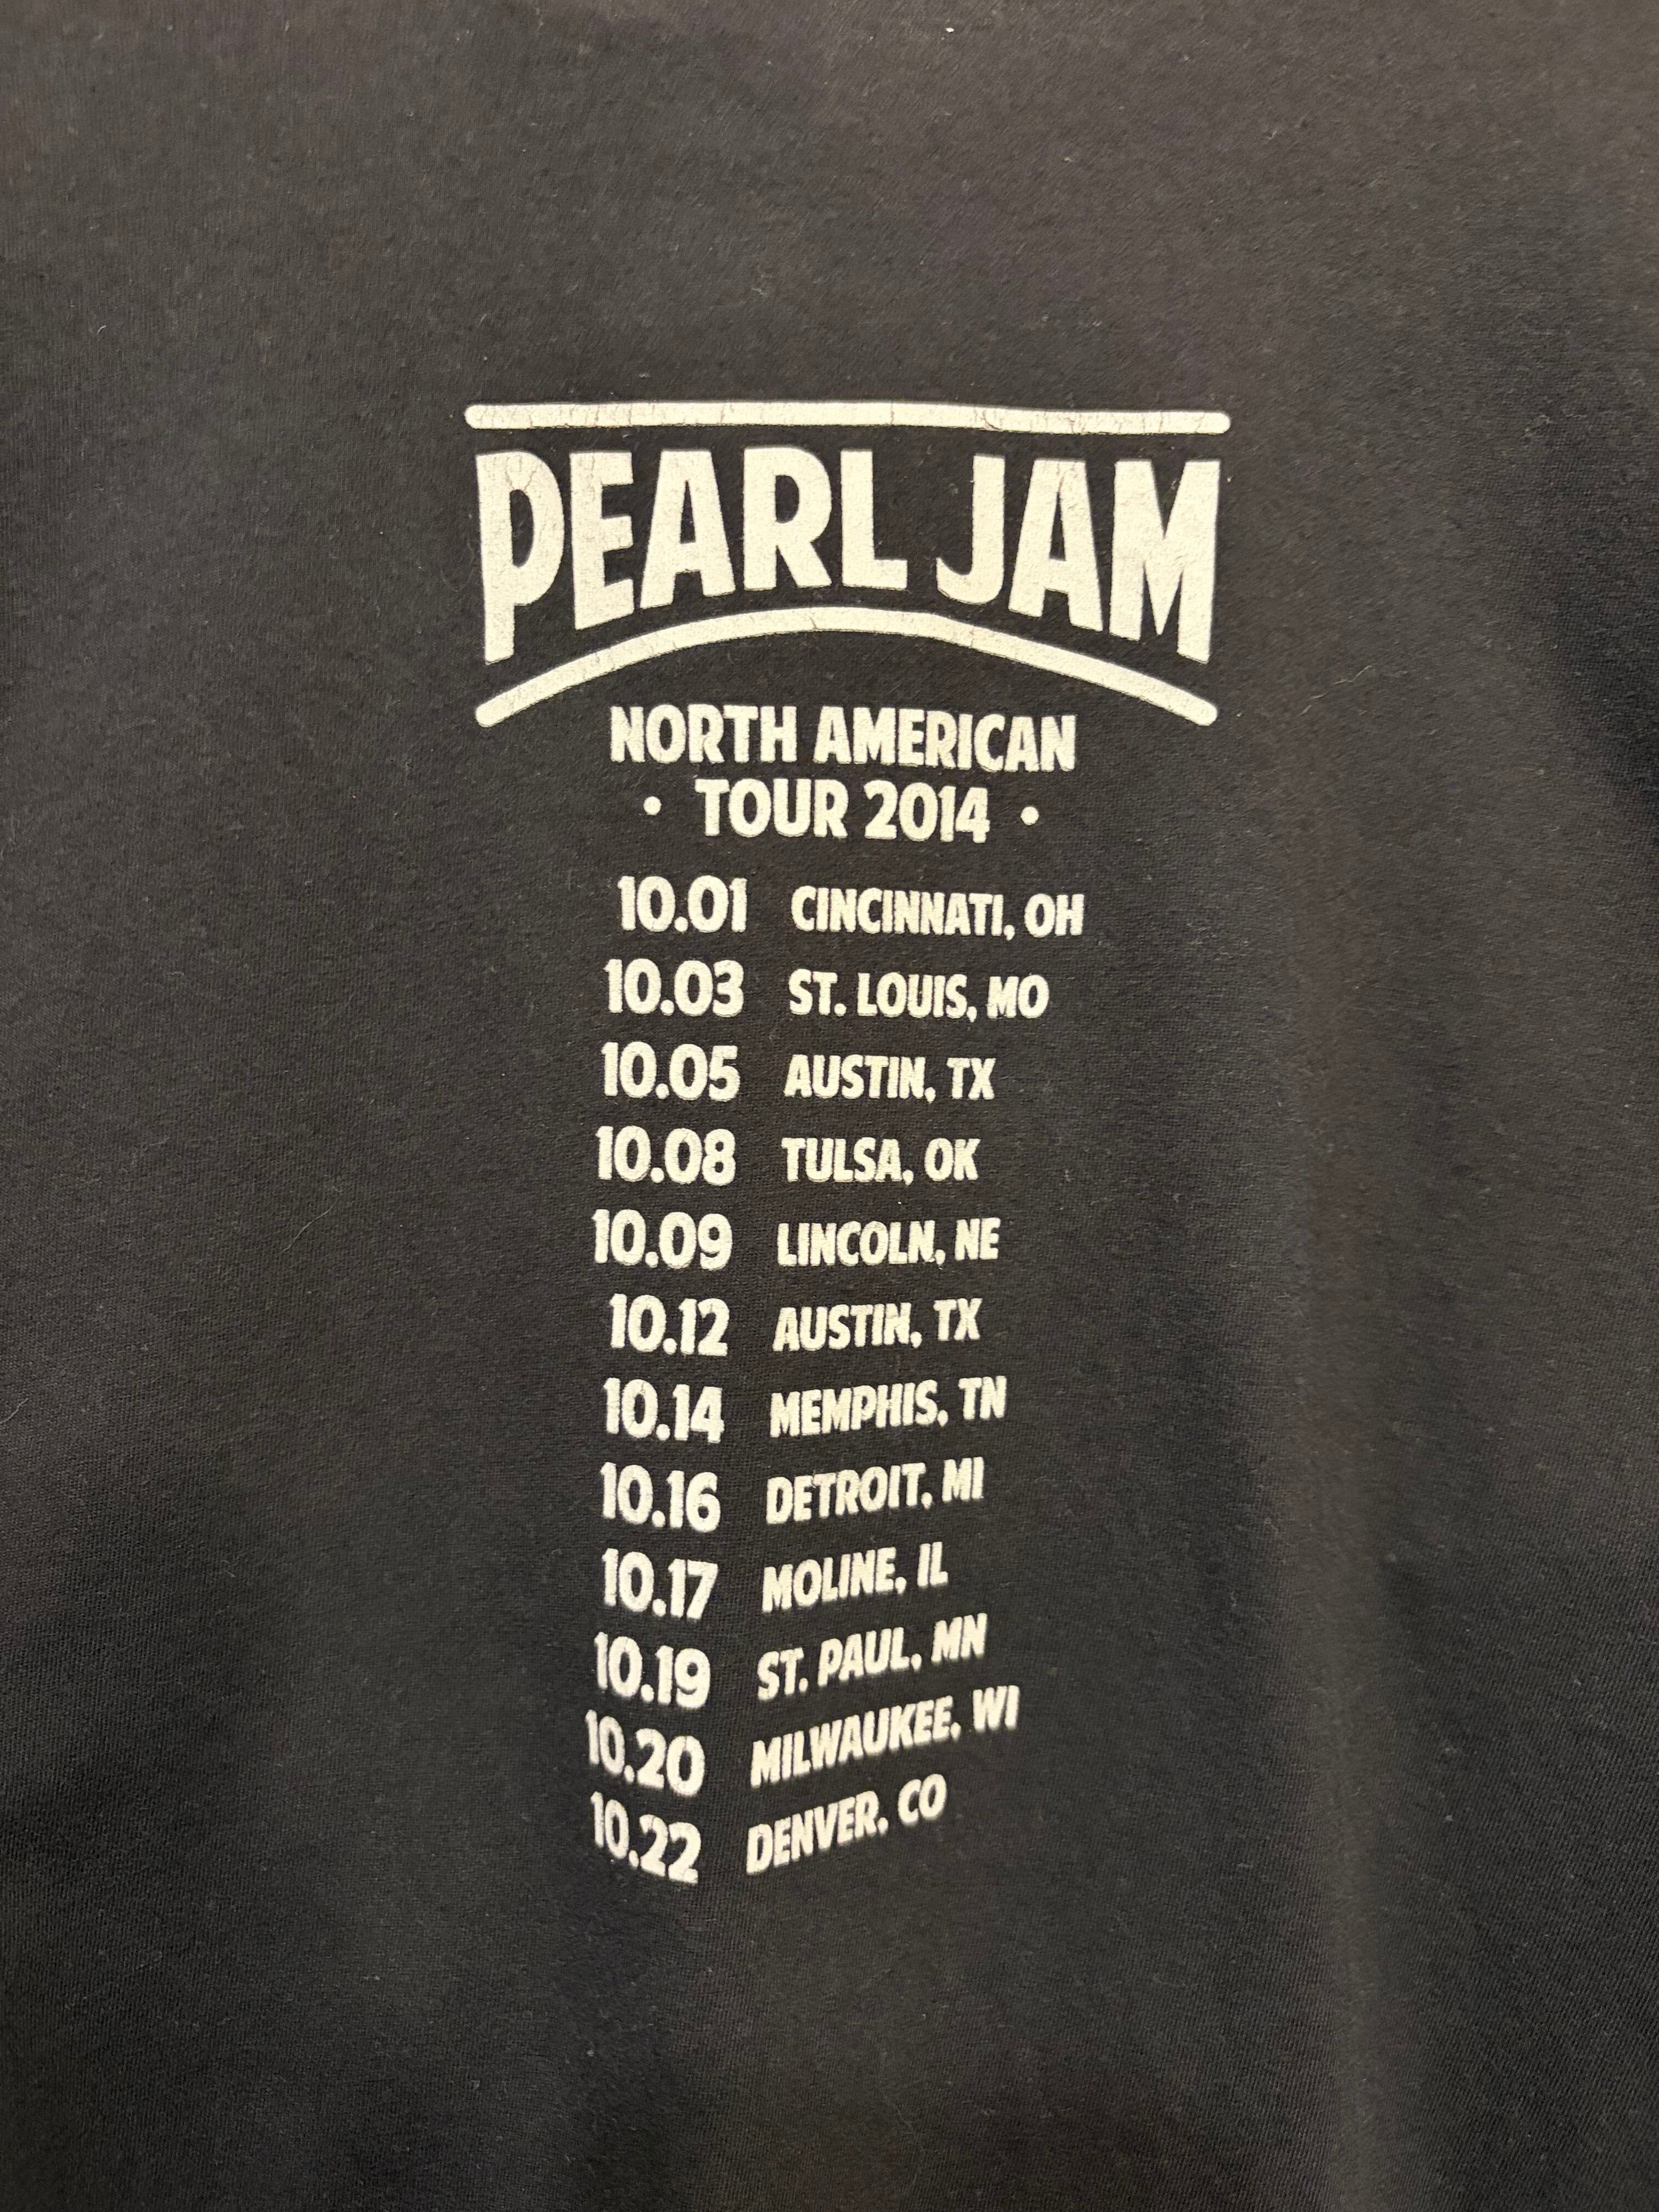 PEARL JAM
NORTH AMERICAN
• TOUR 2014 •
10.01 CINCINNATI, OH
10.03 ST. LOUIS, MO
10.05 AUSTIN, TX
10.08 TULSA, OK
10.09 LINCOLN, NE
10.12 AUSTIN, TX
10.14 MEMPHIS, TN
10.16 DETROIT, MI
10.17 MOLINE, IL
10.19 ST. PAUL, MN
10.20 MILWAUKEE, WI
10.22 DENVER, CO